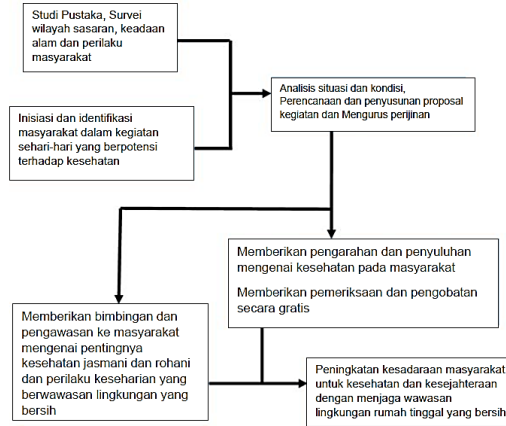 Studi Pustaka, Survei
wilayah sasaran, keadaan
alam dan perilaku
masyarakat
Analisis situasi dan kondisi,
Perencanaan dan penyusunan proposal
kegiatan dan Mengurus perijinan
Inisiasi dan identifikasi
masyarakat dalam kegiatan
sehari-hari yang berpotensi
terhadap kesehatan
Memberikan pengarahan dan penyuluhan
mengenai kesehatan pada masyarakat
Memberikan pemeriksaan dan pengobatan
secara gratis
Memberikan bimbingan dan
pengawasan ke masyarakat
mengenai pentingnya
kesehatan jasmani dan rohani
dan perilaku keseharian yang
berwawasan lingkungan yang
bersih
Peningkatan kesadaraan masyarakat
untuk kesehatan dan kesejahteraan
dengan menjaga wawasan
lingkungan rumah tinggal yang bersih